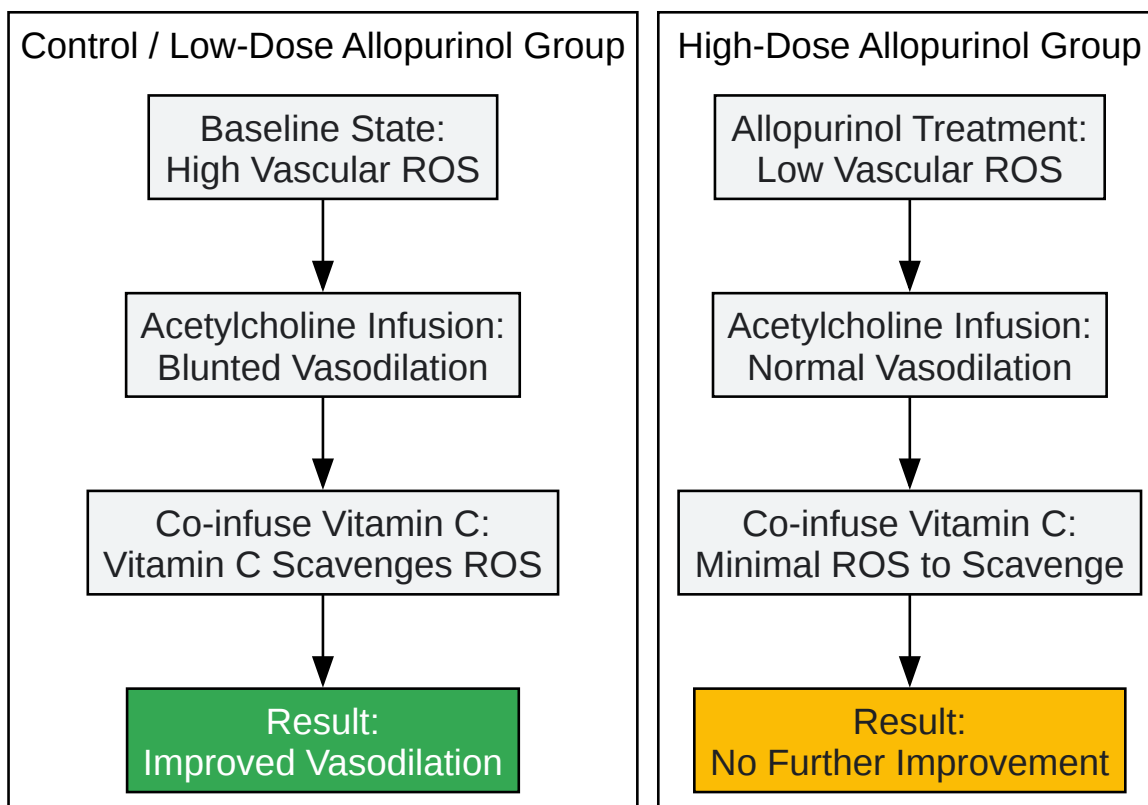 Control / Low-Dose Allopurinol Group
Baseline State:
High Vascular ROS
Acetylcholine Infusion:
Blunted Vasodilation
Co-infuse Vitamin C:
Vitamin C Scavenges ROS
Result:
Improved Vasodilation
High-Dose Allopurinol Group
Allopurinol Treatment:
Low Vascular ROS
Acetylcholine Infusion:
Normal Vasodilation
Co-infuse Vitamin C:
Minimal ROS to Scavenge
Result:
No Further Improvement